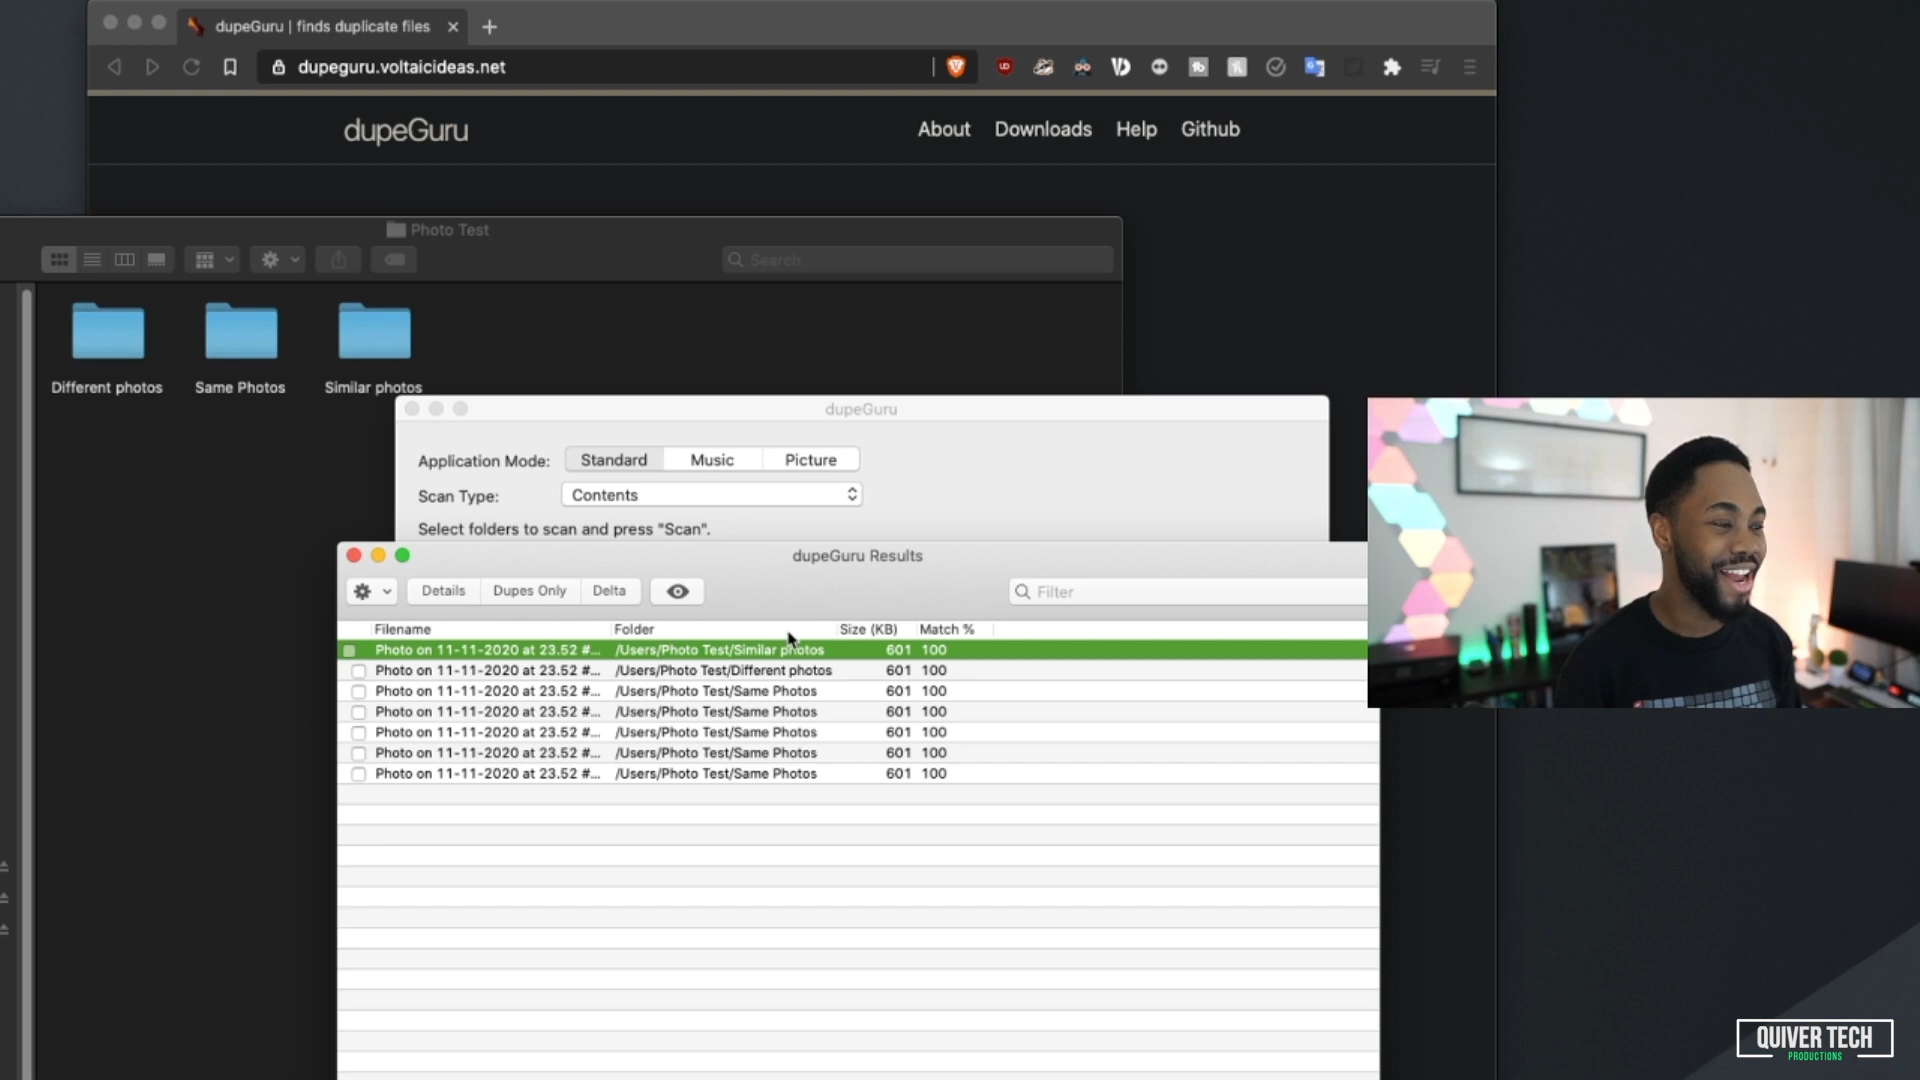 dupeGuru | finds duplicate files
dupeguru.voltaicideas.net
dupeGuru
About Downloads Help Github
Photo Test
Search
Different photos Same Photos Similar photos
dupeGuru
Application Mode: Standard Music Picture
Scan Type: Contents
Select folders to scan and press "Scan".
dupeGuru Results
Details Dupes Only Delta Filter
Filename Folder Size (KB) Match %
Photo on 11-11-2020 at 23.52 #... /Users/Photo Test/Similar photos 601 100
Photo on 11-11-2020 at 23.52 #... /Users/Photo Test/Different photos 601 100
Photo on 11-11-2020 at 23.52 #... /Users/Photo Test/Same Photos 601 100
Photo on 11-11-2020 at 23.52 #... /Users/Photo Test/Same Photos 601 100
Photo on 11-11-2020 at 23.52 #... /Users/Photo Test/Same Photos 601 100
Photo on 11-11-2020 at 23.52 #... /Users/Photo Test/Same Photos 601 100
Photo on 11-11-2020 at 23.52 #... /Users/Photo Test/Same Photos 601 100
QUIVER TECH
PRODUCTIONS